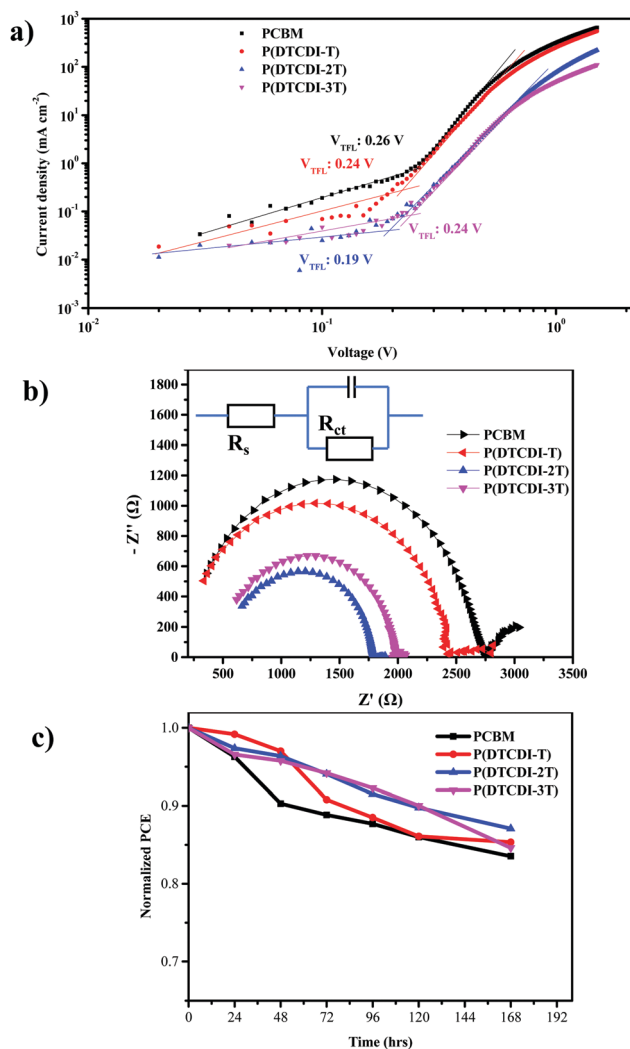 a)
10³
10²
10¹
10⁰
10⁻¹
10⁻²
10⁻³
Current density (mA cm⁻²)
PCBM
P(DTCDI-T)
P(DTCDI-2T)
P(DTCDI-3T)
V_TFL: 0.26 V
V_TFL: 0.24 V
V_TFL: 0.24 V
V_TFL: 0.19 V
10⁻² 10⁻¹ 10⁰
Voltage (V)
b)
1800
1600
1400
1200
1000
800
600
400
200
0
- Z'' (Ω)
R_s
R_ct
PCBM
P(DTCDI-T)
P(DTCDI-2T)
P(DTCDI-3T)
500 1000 1500 2000 2500 3000 3500
Z' (Ω)
c)
1.0
0.9
0.8
0.0
Normalized PCE
PCBM
P(DTCDI-T)
P(DTCDI-2T)
P(DTCDI-3T)
0 24 48 72 96 120 144 168 192
Time (hrs)